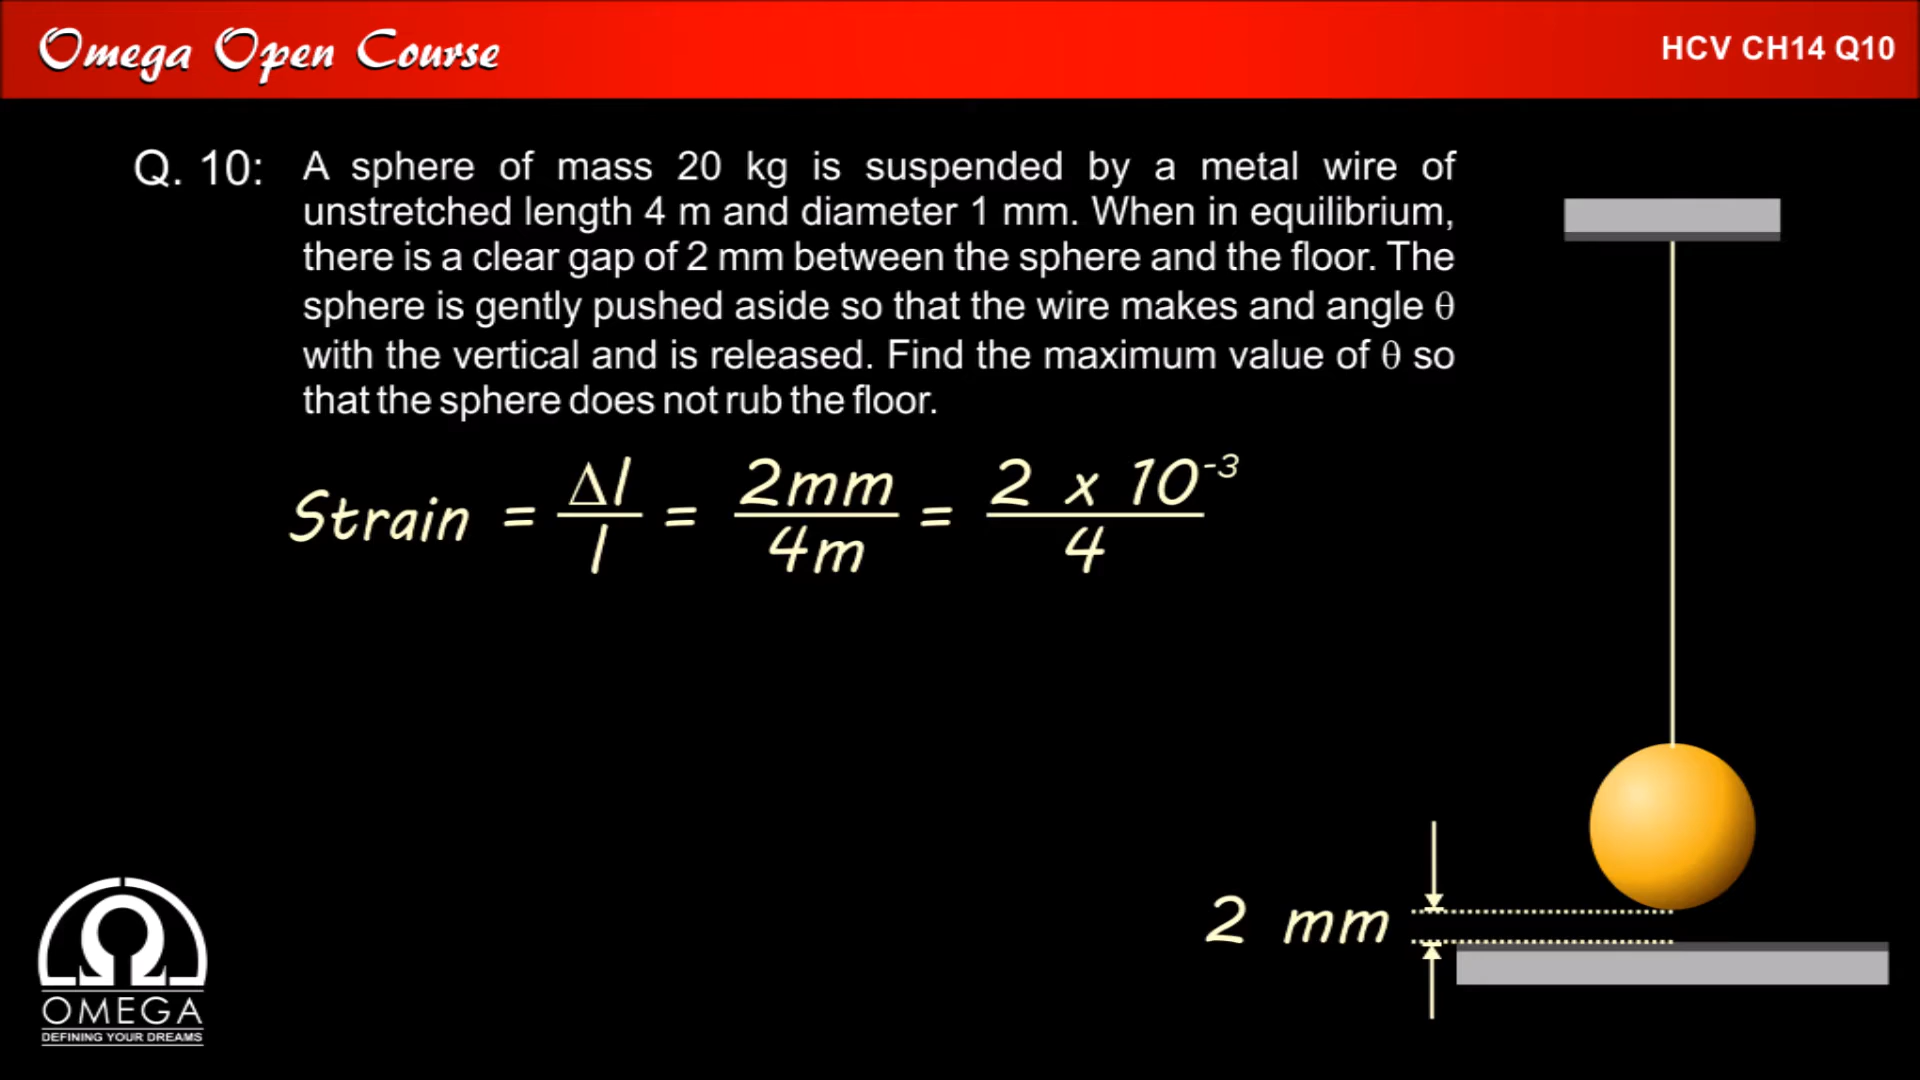 Omega Open Course
HCV CH14 Q10
Q. 10: A sphere of mass 20 kg is suspended by a metal wire of
unstretched length 4 m and diameter 1 mm. When in equilibrium,
there is a clear gap of 2 mm between the sphere and the floor. The
sphere is gently pushed aside so that the wire makes and angle θ
with the vertical and is released. Find the maximum value of θ so
that the sphere does not rub the floor.
Strain = Δl/l = 2mm/4m = 2 x 10⁻³/4
2 mm
Ω
OMEGA
DEFINING YOUR DREAMS